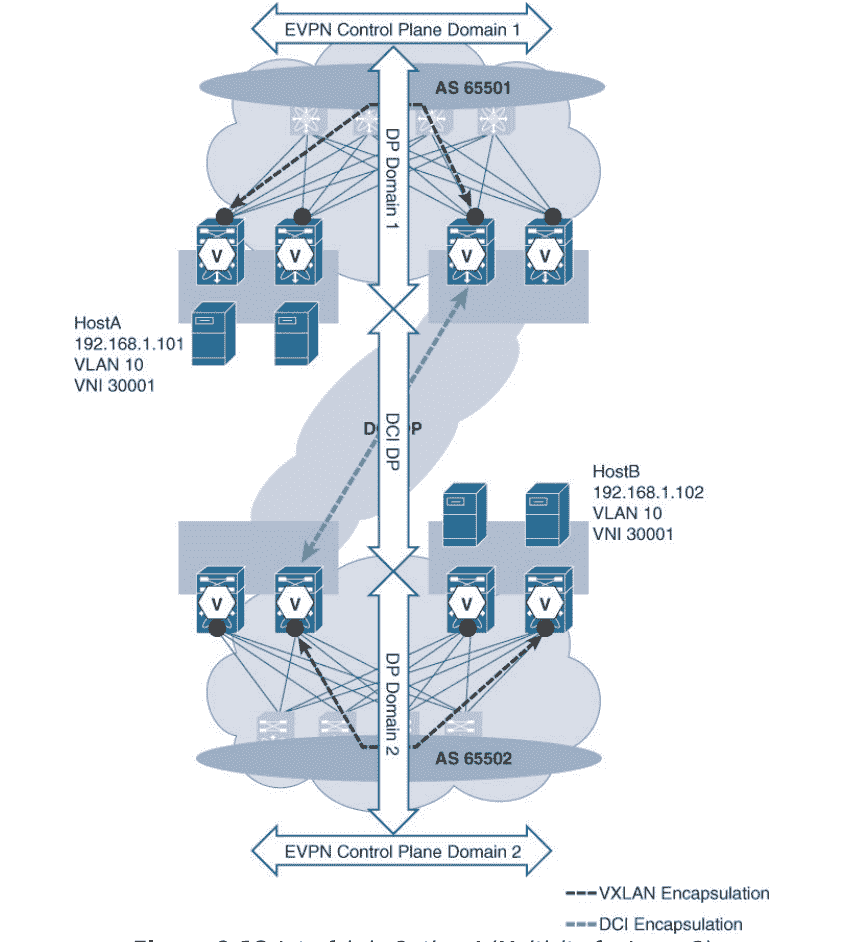 EVPN Control Plane Domain 1
AS 65501
DP Domain 1
V
V
V
V
HostA
192.168.1.101
VLAN 10
VNI 30001
DCI DP
HostB
192.168.1.102
VLAN 10
VNI 30001
V
V
V
V
DP Domain 2
AS 65502
EVPN Control Plane Domain 2
VXLAN Encapsulation
DCI Encapsulation